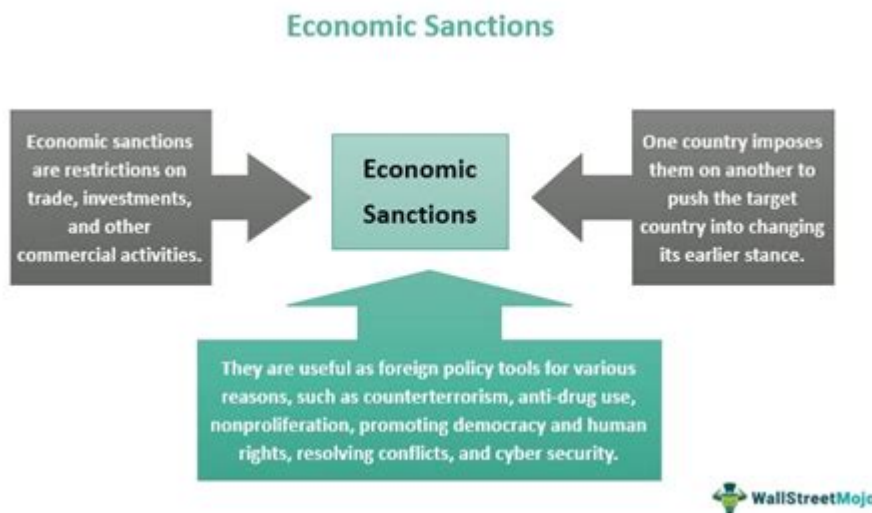 Economic Sanctions
Economic sanctions
are restrictions on
trade, investments,
and other
commercial activities.
Economic
Sanctions
One country imposes
them on another to
push the target
country into changing
its earlier stance.
They are useful as foreign policy tools for various
reasons, such as counterterrorism, anti-drug use,
nonproliferation, promoting democracy and human
rights, resolving conflicts, and cyber security.
WallStreetMojo